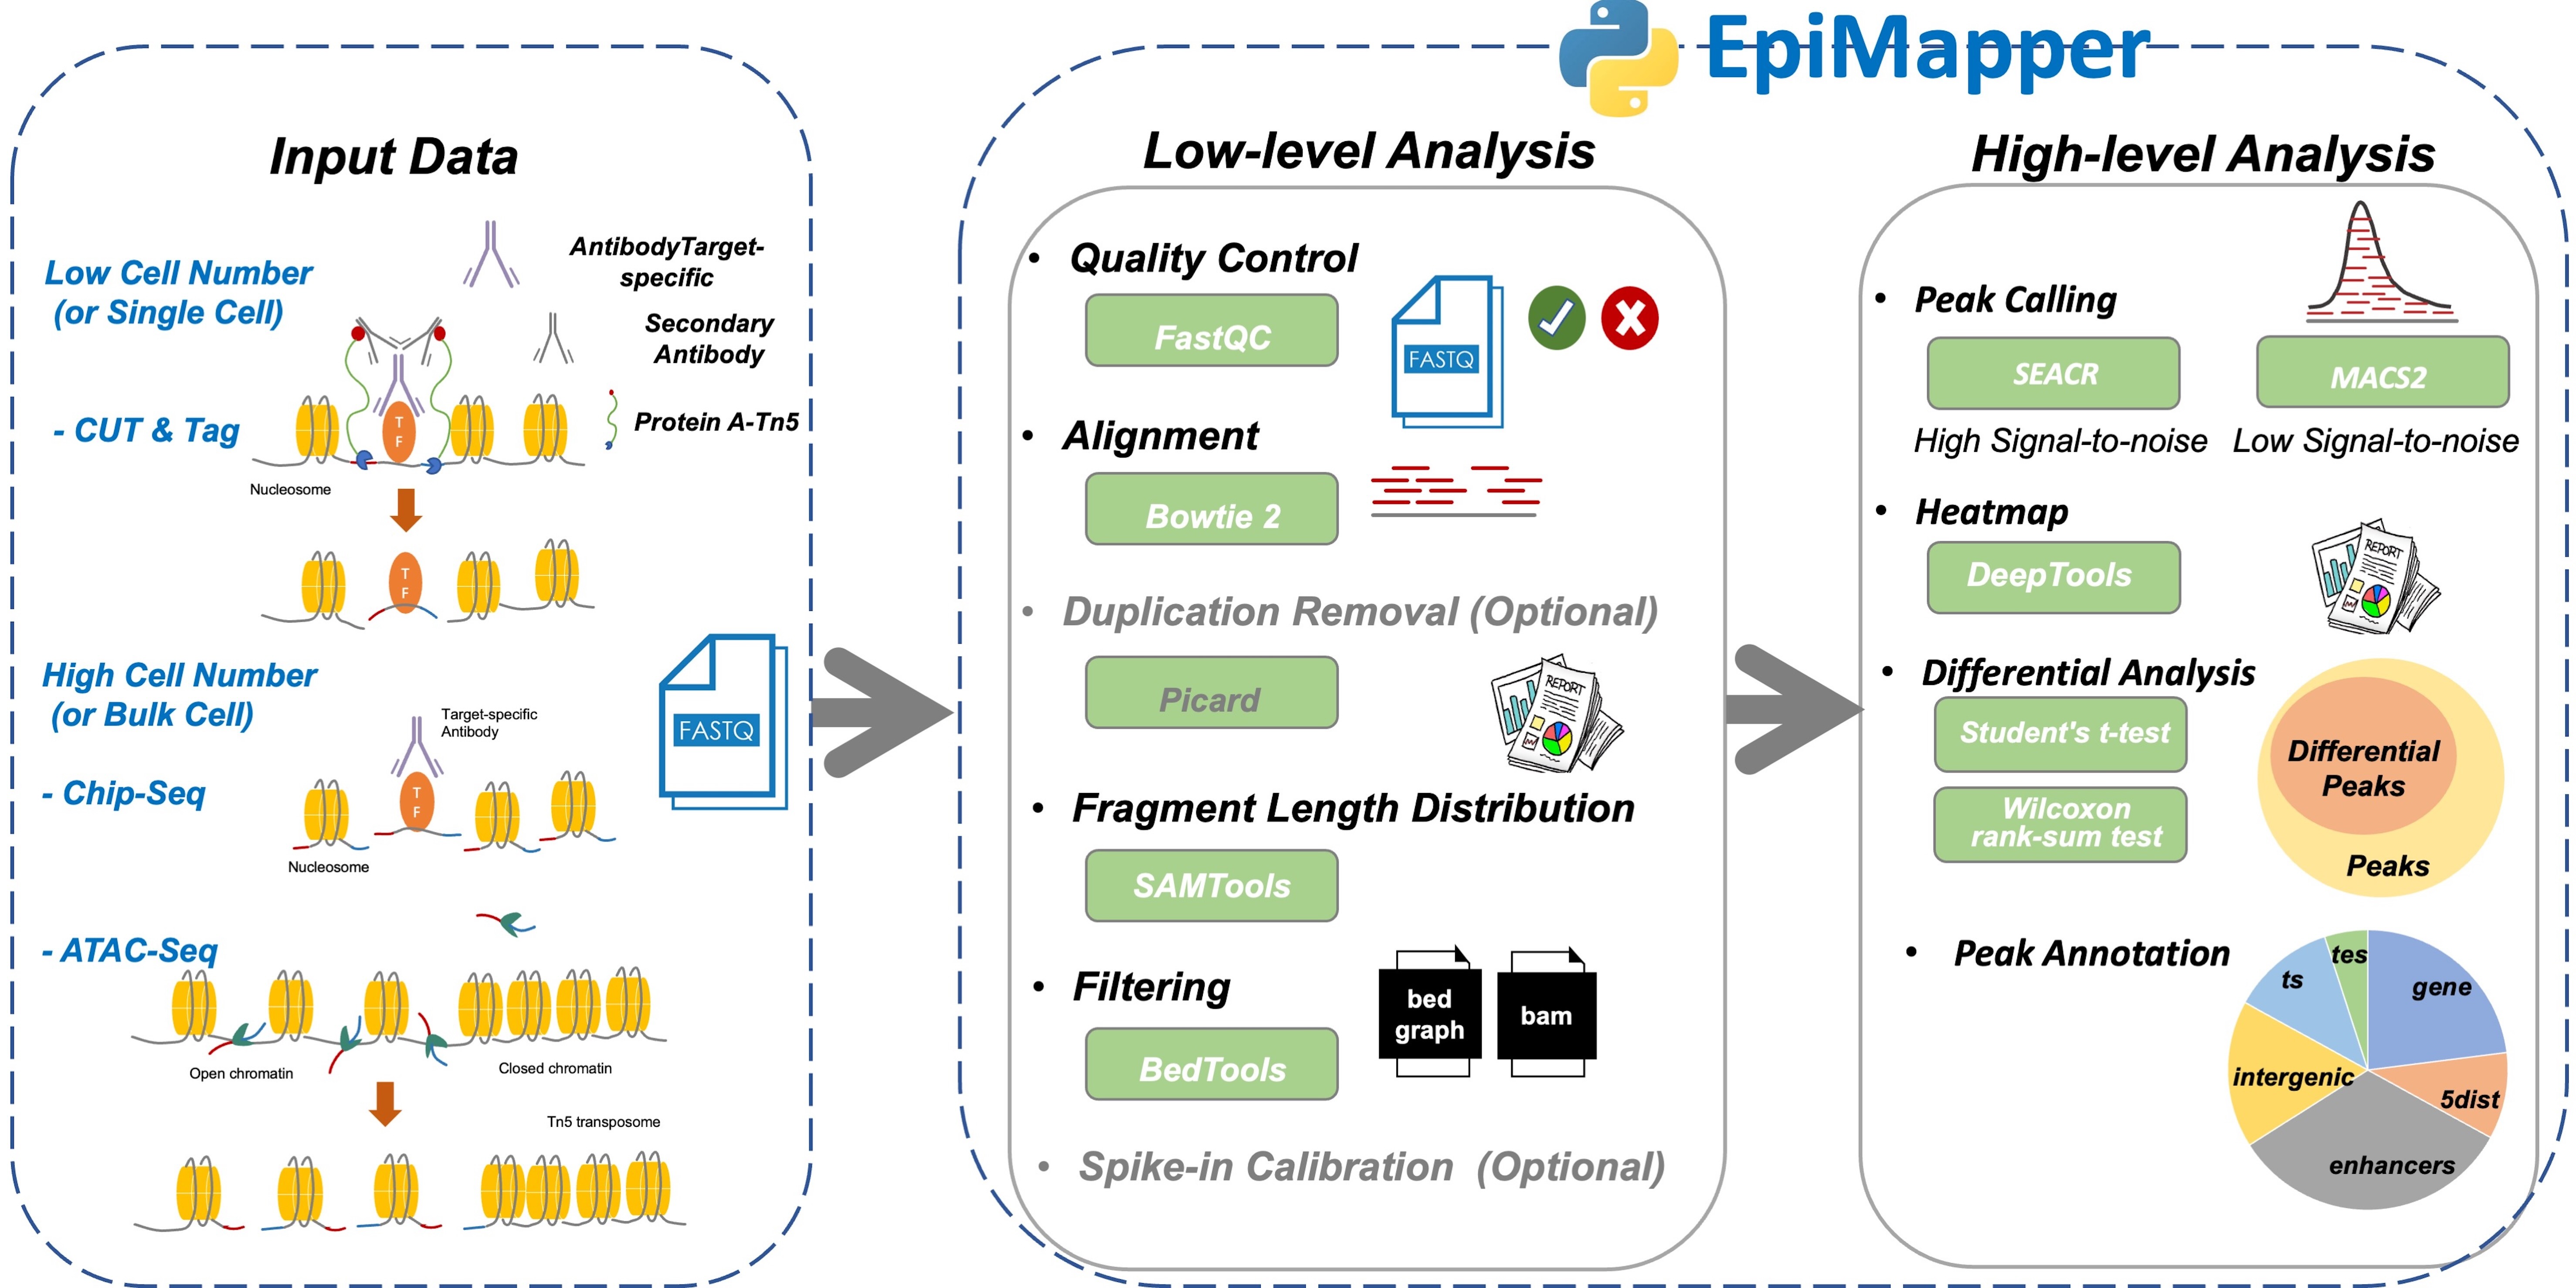 EpiMapper
Input Data
Low Cell Number
(or Single Cell)
AntibodyTarget-
specific
Secondary
Antibody
- CUT & Tag
Protein A-Tn5
T
F
Nucleosome
T
F
High Cell Number
(or Bulk Cell)
Target-specific
Antibody
FASTQ
- Chip-Seq
T
F
Nucleosome
- ATAC-Seq
Open chromatin
Closed chromatin
Tn5 transposome
Low-level Analysis
• Quality Control
FastQC
FASTQ
• Alignment
Bowtie 2
• Duplication Removal (Optional)
Picard
REPORT
• Fragment Length Distribution
SAMTools
• Filtering
BedTools
bed
graph
bam
• Spike-in Calibration (Optional)
High-level Analysis
• Peak Calling
SEACR
MACS2
High Signal-to-noise
Low Signal-to-noise
• Heatmap
DeepTools
REPORT
• Differential Analysis
Student's t-test
Wilcoxon
rank-sum test
Differential
Peaks
Peaks
• Peak Annotation
tes
ts
gene
intergenic
5dist
enhancers